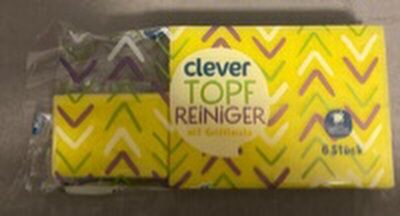 clever
TOPF
REINIGER
mit Griffleiste
6 Stück